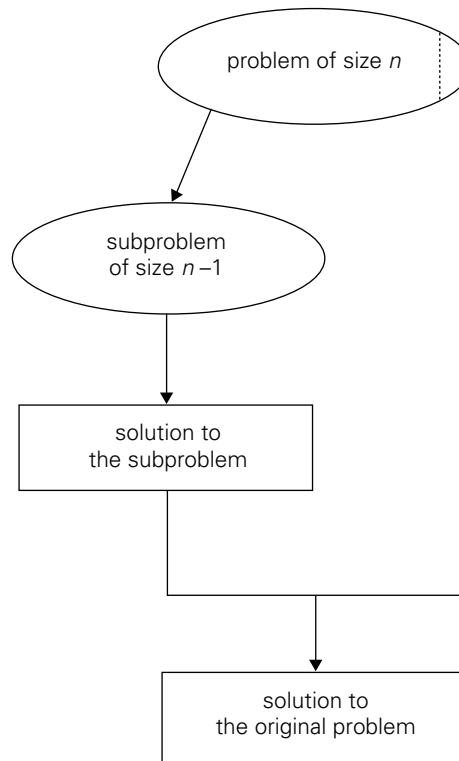 problem of size n
subproblem
of size n–1
solution to
the subproblem
solution to
the original problem